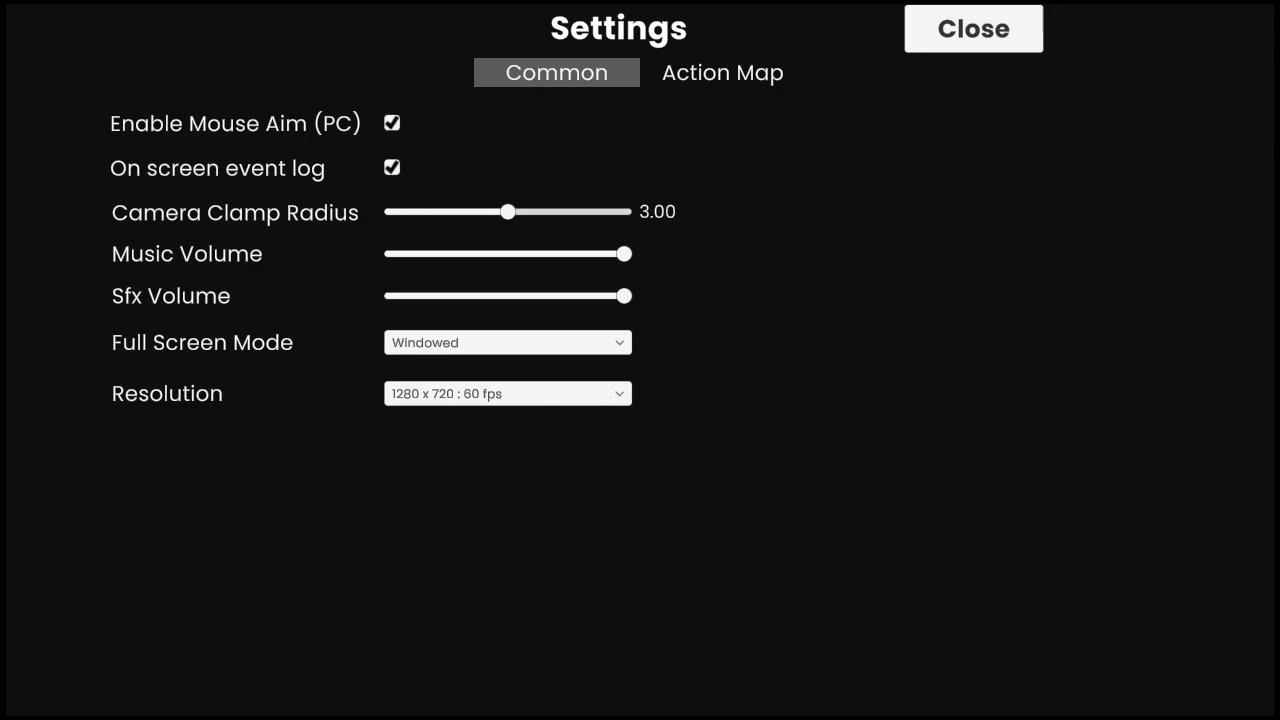 Settings
Close
Common
Action Map
Enable Mouse Aim (PC)
On screen event log
Camera Clamp Radius 3.00
Music Volume
Sfx Volume
Full Screen Mode Windowed
Resolution 1280 x 720 : 60 fps